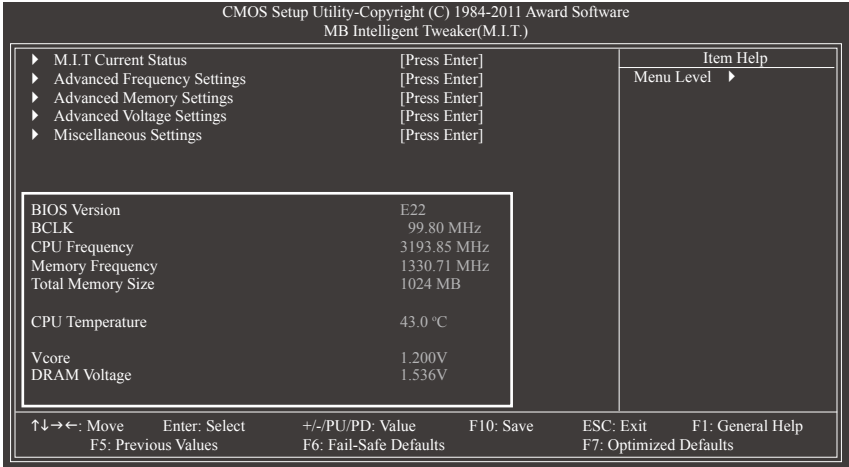 CMOS Setup Utility-Copyright (C) 1984-2011 Award Software
MB Intelligent Tweaker(M.I.T.)
M.I.T Current Status [Press Enter] Item Help
Advanced Frequency Settings [Press Enter] Menu Level
Advanced Memory Settings [Press Enter]
Advanced Voltage Settings [Press Enter]
Miscellaneous Settings [Press Enter]
BIOS Version E22
BCLK 99.80 MHz
CPU Frequency 3193.85 MHz
Memory Frequency 1330.71 MHz
Total Memory Size 1024 MB
CPU Temperature 43.0 °C
Vcore 1.200V
DRAM Voltage 1.536V
↑↓→←: Move Enter: Select +/-/PU/PD: Value F10: Save ESC: Exit F1: General Help
F5: Previous Values F6: Fail-Safe Defaults F7: Optimized Defaults